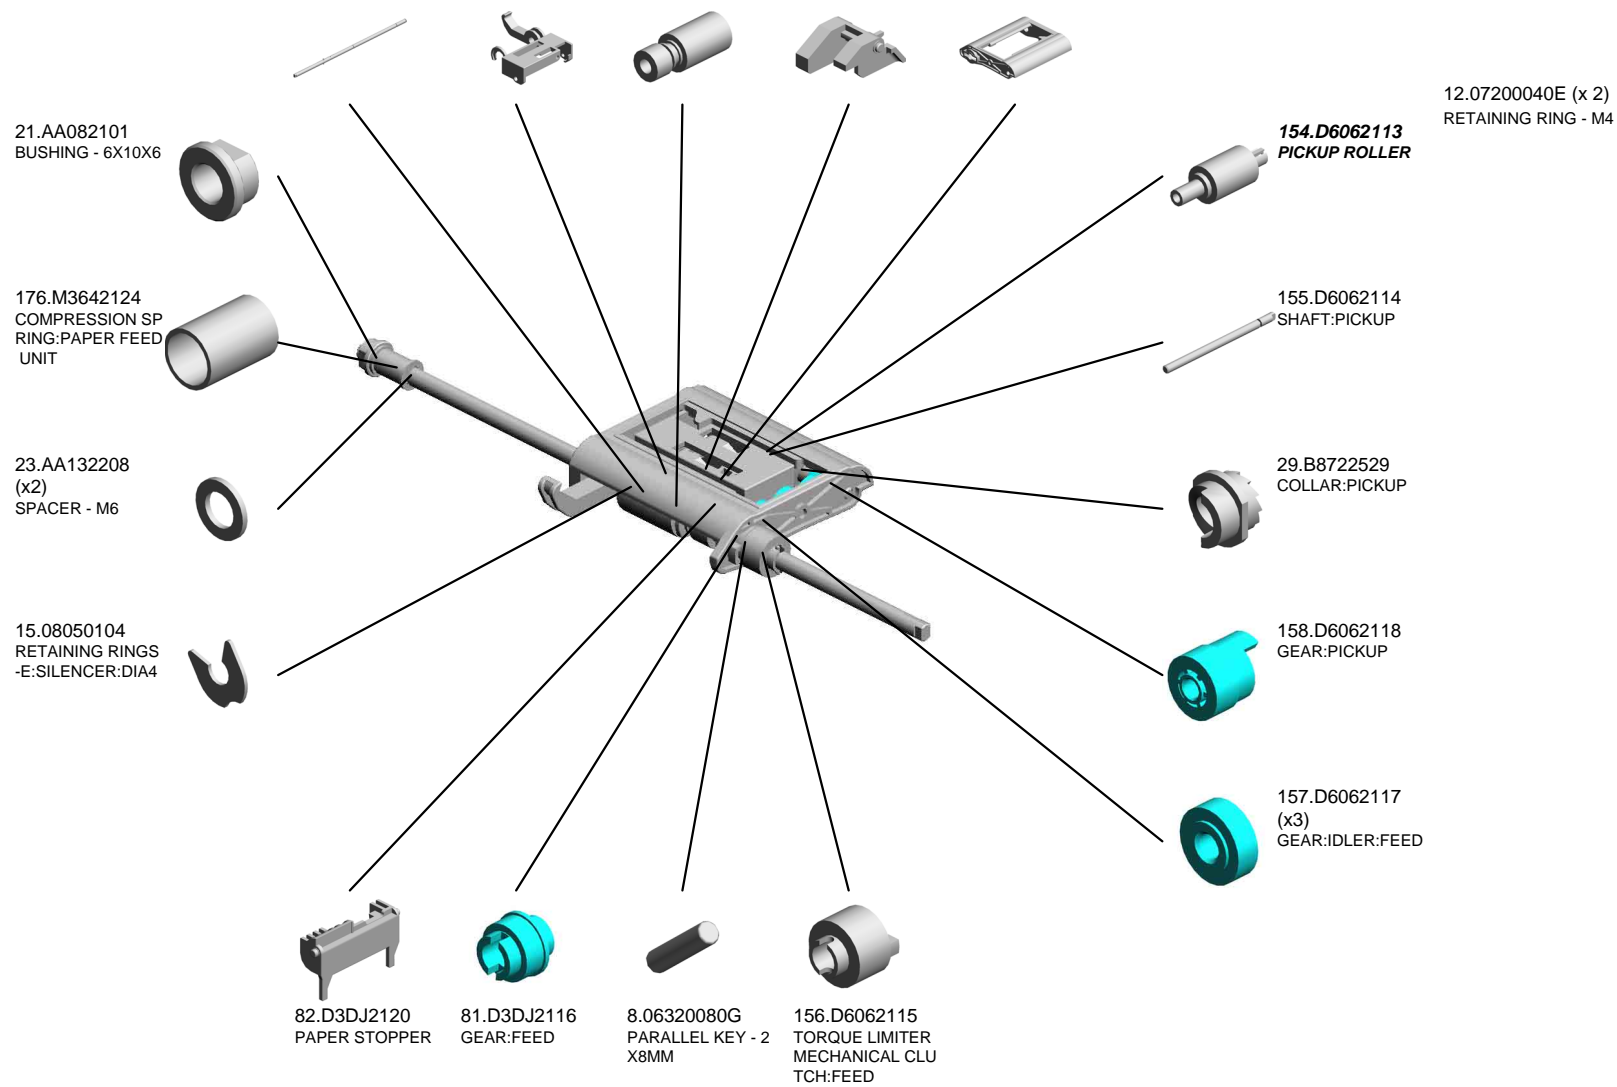 12.07200040E (x 2)
RETAINING RING - M4
21.AA082101
BUSHING - 6X10X6
154.D6062113
PICKUP ROLLER
176.M3642124
COMPRESSION SP
RING:PAPER FEED
UNIT
155.D6062114
SHAFT:PICKUP
23.AA132208
(x2)
SPACER - M6
29.B8722529
COLLAR:PICKUP
15.08050104
RETAINING RINGS
-E:SILENCER:DIA4
158.D6062118
GEAR:PICKUP
157.D6062117
(x3)
GEAR:IDLER:FEED
82.D3DJ2120
PAPER STOPPER
81.D3DJ2116
GEAR:FEED
8.06320080G
PARALLEL KEY - 2
X8MM
156.D6062115
TORQUE LIMITER
MECHANICAL CLU
TCH:FEED